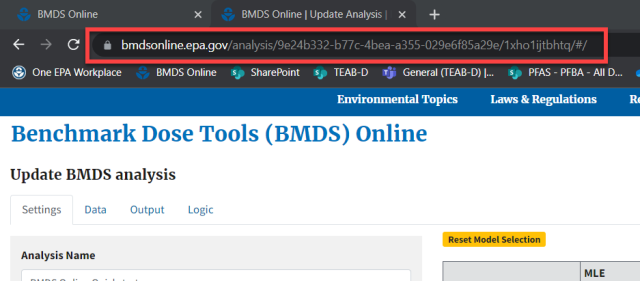 BMDS Online
BMDS Online | Update Analysis |
bmdsonline.epa.gov/analysis/9e24b332-b77c-4bea-a355-029e6f85a29e/1xho1ijtbhtq/#/
One EPA Workplace BMDS Online SharePoint TEAB-D General (TEAB-D) |... PFAS - PFBA - All D...
Environmental Topics Laws & Regulations
Benchmark Dose Tools (BMDS) Online
Update BMDS analysis
Settings Data Output Logic
Reset Model Selection
Analysis Name
MLE